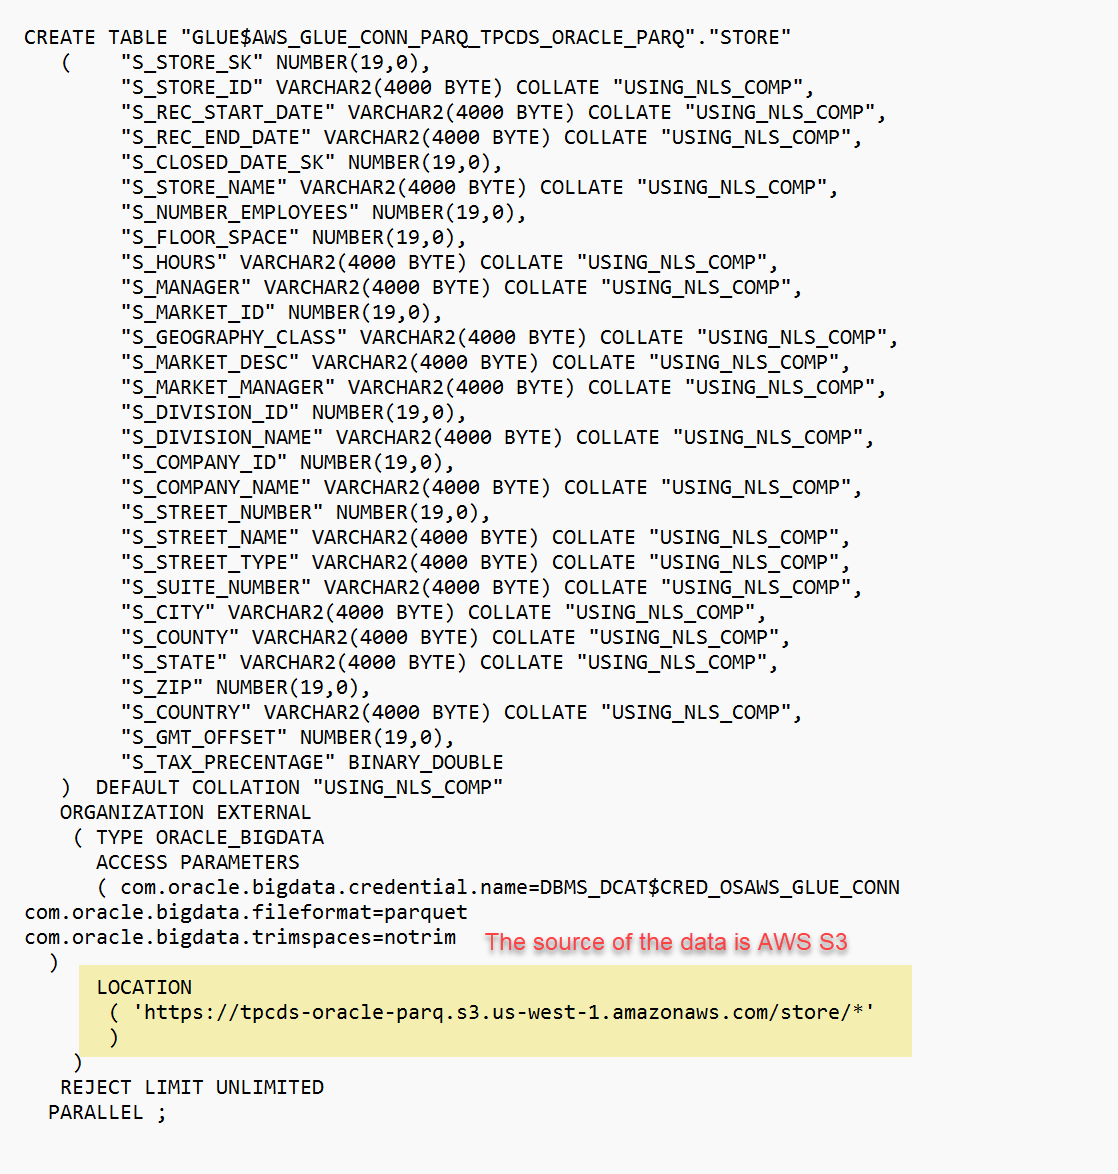 CREATE TABLE "GLUE$AWS_GLUE_CONN_PARQ_TPCDS_ORACLE_PARQ"."STORE"
( "S_STORE_SK" NUMBER(19,0),
"S_STORE_ID" VARCHAR2(4000 BYTE) COLLATE "USING_NLS_COMP",
"S_REC_START_DATE" VARCHAR2(4000 BYTE) COLLATE "USING_NLS_COMP",
"S_REC_END_DATE" VARCHAR2(4000 BYTE) COLLATE "USING_NLS_COMP",
"S_CLOSED_DATE_SK" NUMBER(19,0),
"S_STORE_NAME" VARCHAR2(4000 BYTE) COLLATE "USING_NLS_COMP",
"S_NUMBER_EMPLOYEES" NUMBER(19,0),
"S_FLOOR_SPACE" NUMBER(19,0),
"S_HOURS" VARCHAR2(4000 BYTE) COLLATE "USING_NLS_COMP",
"S_MANAGER" VARCHAR2(4000 BYTE) COLLATE "USING_NLS_COMP",
"S_MARKET_ID" NUMBER(19,0),
"S_GEOGRAPHY_CLASS" VARCHAR2(4000 BYTE) COLLATE "USING_NLS_COMP",
"S_MARKET_DESC" VARCHAR2(4000 BYTE) COLLATE "USING_NLS_COMP",
"S_MARKET_MANAGER" VARCHAR2(4000 BYTE) COLLATE "USING_NLS_COMP",
"S_DIVISION_ID" NUMBER(19,0),
"S_DIVISION_NAME" VARCHAR2(4000 BYTE) COLLATE "USING_NLS_COMP",
"S_COMPANY_ID" NUMBER(19,0),
"S_COMPANY_NAME" VARCHAR2(4000 BYTE) COLLATE "USING_NLS_COMP",
"S_STREET_NUMBER" NUMBER(19,0),
"S_STREET_NAME" VARCHAR2(4000 BYTE) COLLATE "USING_NLS_COMP",
"S_STREET_TYPE" VARCHAR2(4000 BYTE) COLLATE "USING_NLS_COMP",
"S_SUITE_NUMBER" VARCHAR2(4000 BYTE) COLLATE "USING_NLS_COMP",
"S_CITY" VARCHAR2(4000 BYTE) COLLATE "USING_NLS_COMP",
"S_COUNTY" VARCHAR2(4000 BYTE) COLLATE "USING_NLS_COMP",
"S_STATE" VARCHAR2(4000 BYTE) COLLATE "USING_NLS_COMP",
"S_ZIP" NUMBER(19,0),
"S_COUNTRY" VARCHAR2(4000 BYTE) COLLATE "USING_NLS_COMP",
"S_GMT_OFFSET" NUMBER(19,0),
"S_TAX_PRECENTAGE" BINARY_DOUBLE
) DEFAULT COLLATION "USING_NLS_COMP"
ORGANIZATION EXTERNAL
( TYPE ORACLE_BIGDATA
ACCESS PARAMETERS
( com.oracle.bigdata.credential.name=DBMS_DCAT$CRED_OSAWS_GLUE_CONN
com.oracle.bigdata.fileformat=parquet
com.oracle.bigdata.trimspaces=notrim The source of the data is AWS S3
)
LOCATION
( 'https://tpcds-oracle-parq.s3.us-west-1.amazonaws.com/store/*'
)
)
REJECT LIMIT UNLIMITED
PARALLEL ;